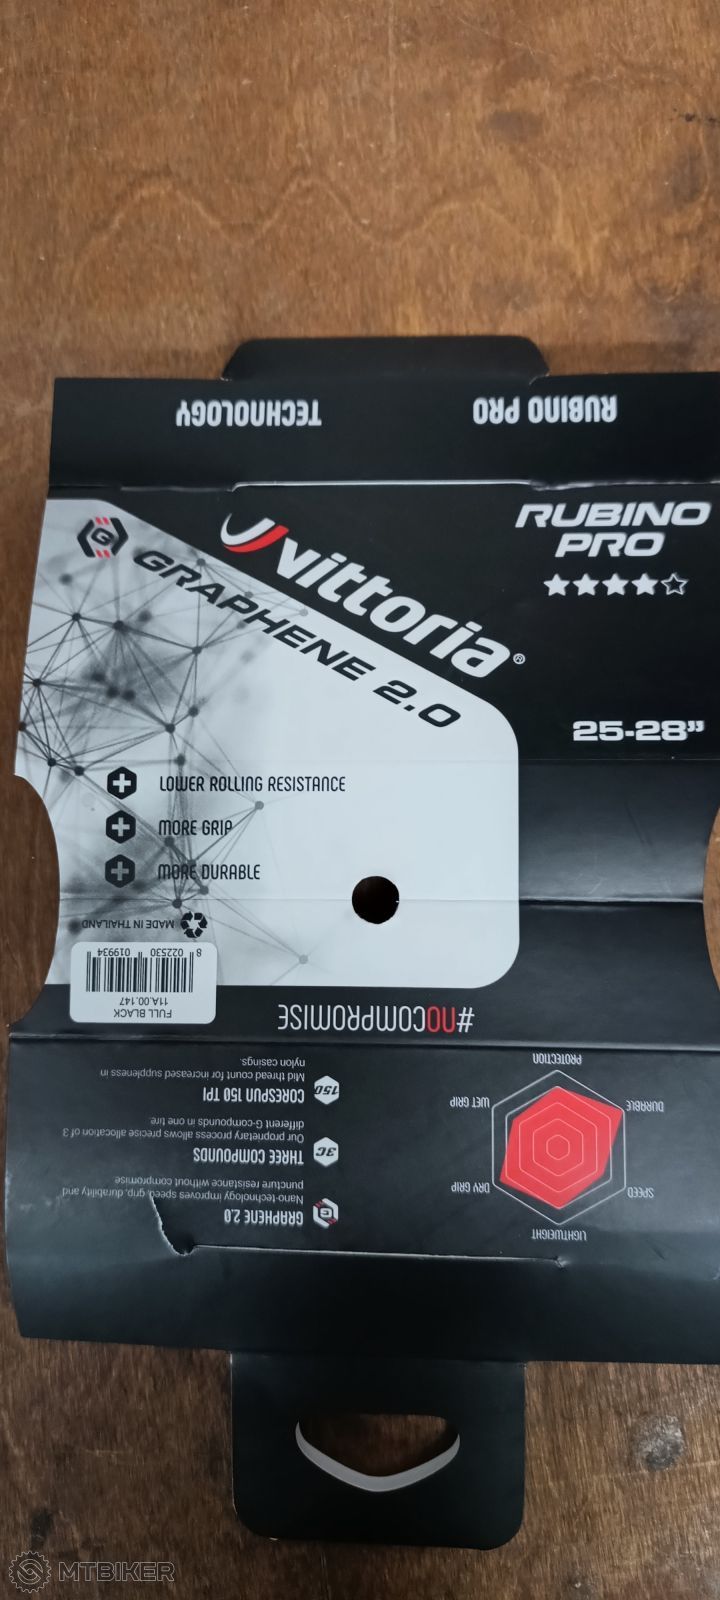 RUBINO PRO
TECHNOLOGY
vittoria®
G GRAPHENE 2.0
RUBINO
PRO
25-28”
LOWER ROLLING RESISTANCE
MORE GRIP
MORE DURABLE
MADE IN THAILAND
FULL BLACK
11A.00.147
8 022530 019934
#NOCOMPROMISE
G GRAPHENE 2.0
Nano-technology improves speed, grip, durability and
puncture resistance without compromise
3C THREE COMPOUNDS
Our proprietary process allows precise allocation of 3
different G-compounds in one tire.
150 CORESPUN 150 TPI
Mid thread count for increased suppleness in
nylon casings.
LIGHTWEIGHT
SPEED
DRY GRIP
DURABLE
WET GRIP
PROTECTION
MTBIKER